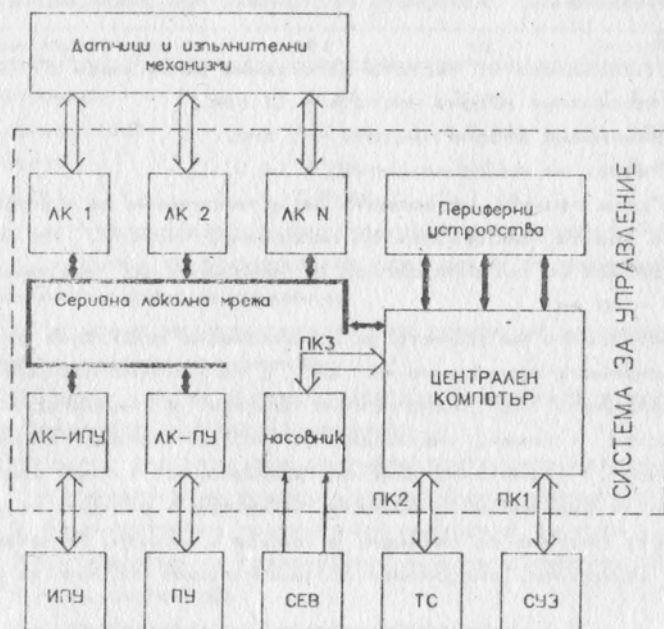 Датчици и изпълнителни
механизми
ЛК 1
ЛК 2
ЛК N
Периферни
устройства
СИСТЕМА ЗА УПРАВЛЕНИЕ
Серийна локална мрежа
ПК3
ЦЕНТРАЛЕН
КОМПЮТЪР
ЛК-ИПУ
ЛК-ПУ
часовник
ПК2
ПК1
ИПУ
ПУ
СЕВ
ТС
СУЗ